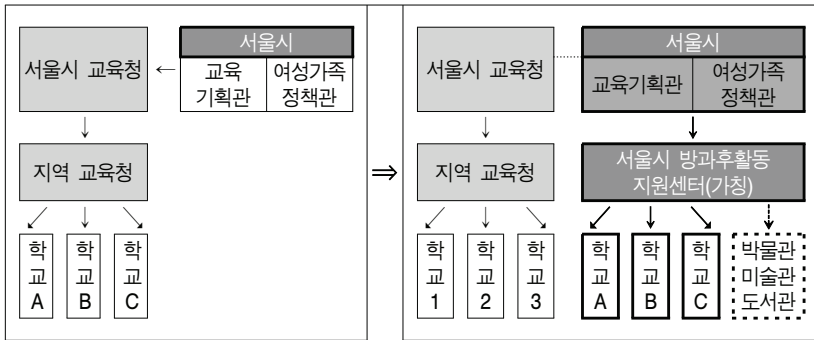 서울시
서울시 교육청
←
교육
기획관
여성가족
정책관
↓
지역 교육청
↙ ↓ ↘
학
교
A
학
교
B
학
교
C
⇒
서울시
서울시 교육청
교육기획관
여성가족
정책관
↓
↓
지역 교육청
서울시 방과후활동
지원센터(가칭)
↙ ↓ ↘
↙ ↓ ↘
학
교
1
학
교
2
학
교
3
학
교
A
학
교
B
학
교
C
박물관
미술관
도서관